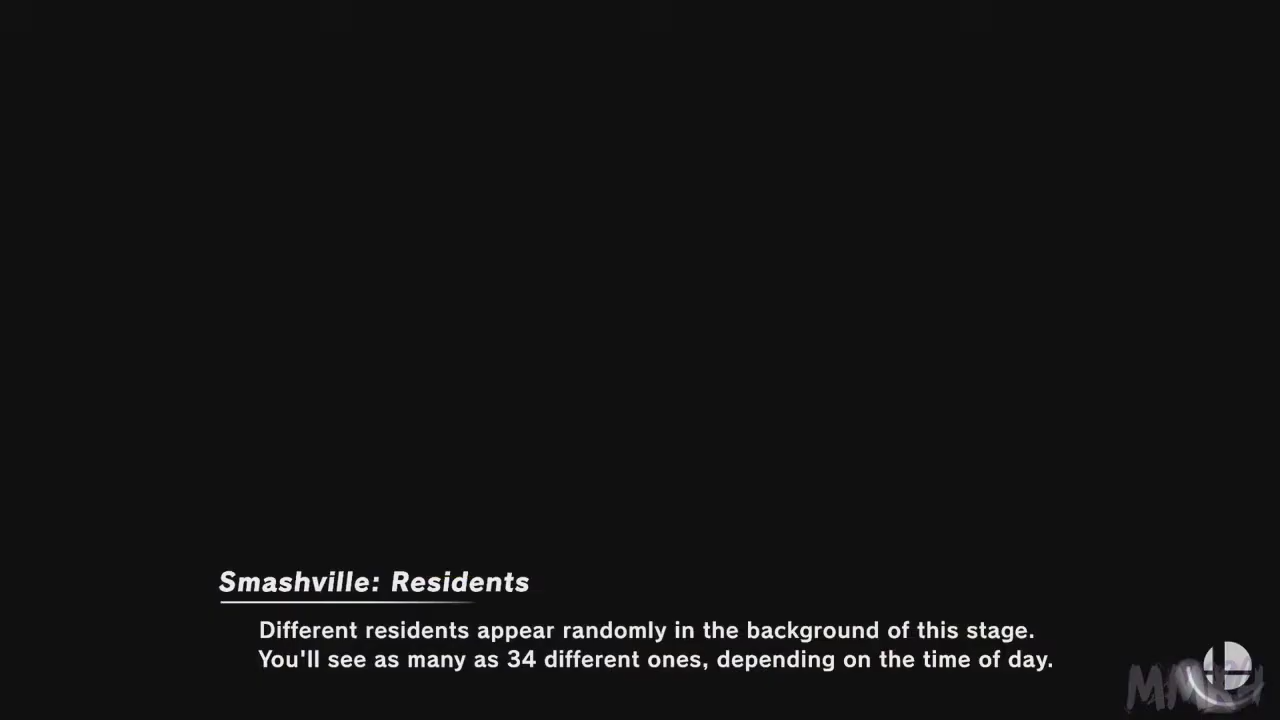 Smashville: Residents
Different residents appear randomly in the background of this stage.
You'll see as many as 34 different ones, depending on the time of day.